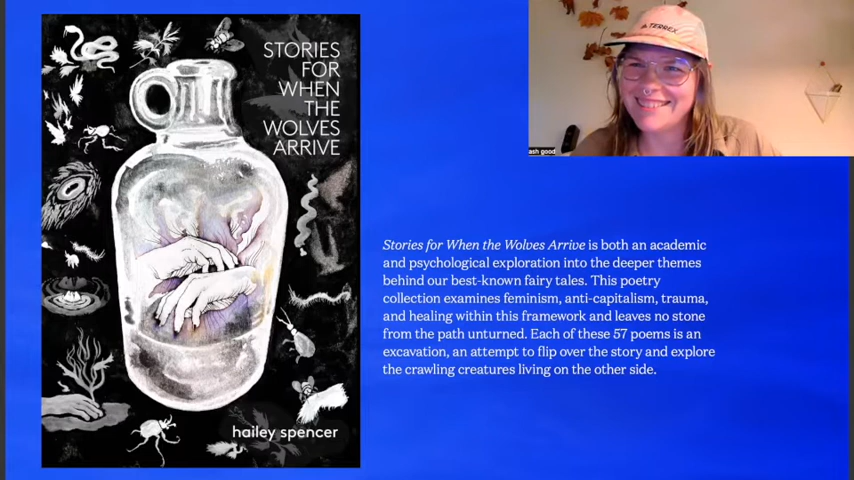 STORIES
FOR
WHEN
THE
WOLVES
ARRIVE
hailey spencer
TERREX
ash good
Stories for When the Wolves Arrive is both an academic
and psychological exploration into the deeper themes
behind our best-known fairy tales. This poetry
collection examines feminism, anti-capitalism, trauma,
and healing within this framework and leaves no stone
from the path unturned. Each of these 57 poems is an
excavation, an attempt to flip over the story and explore
the crawling creatures living on the other side.